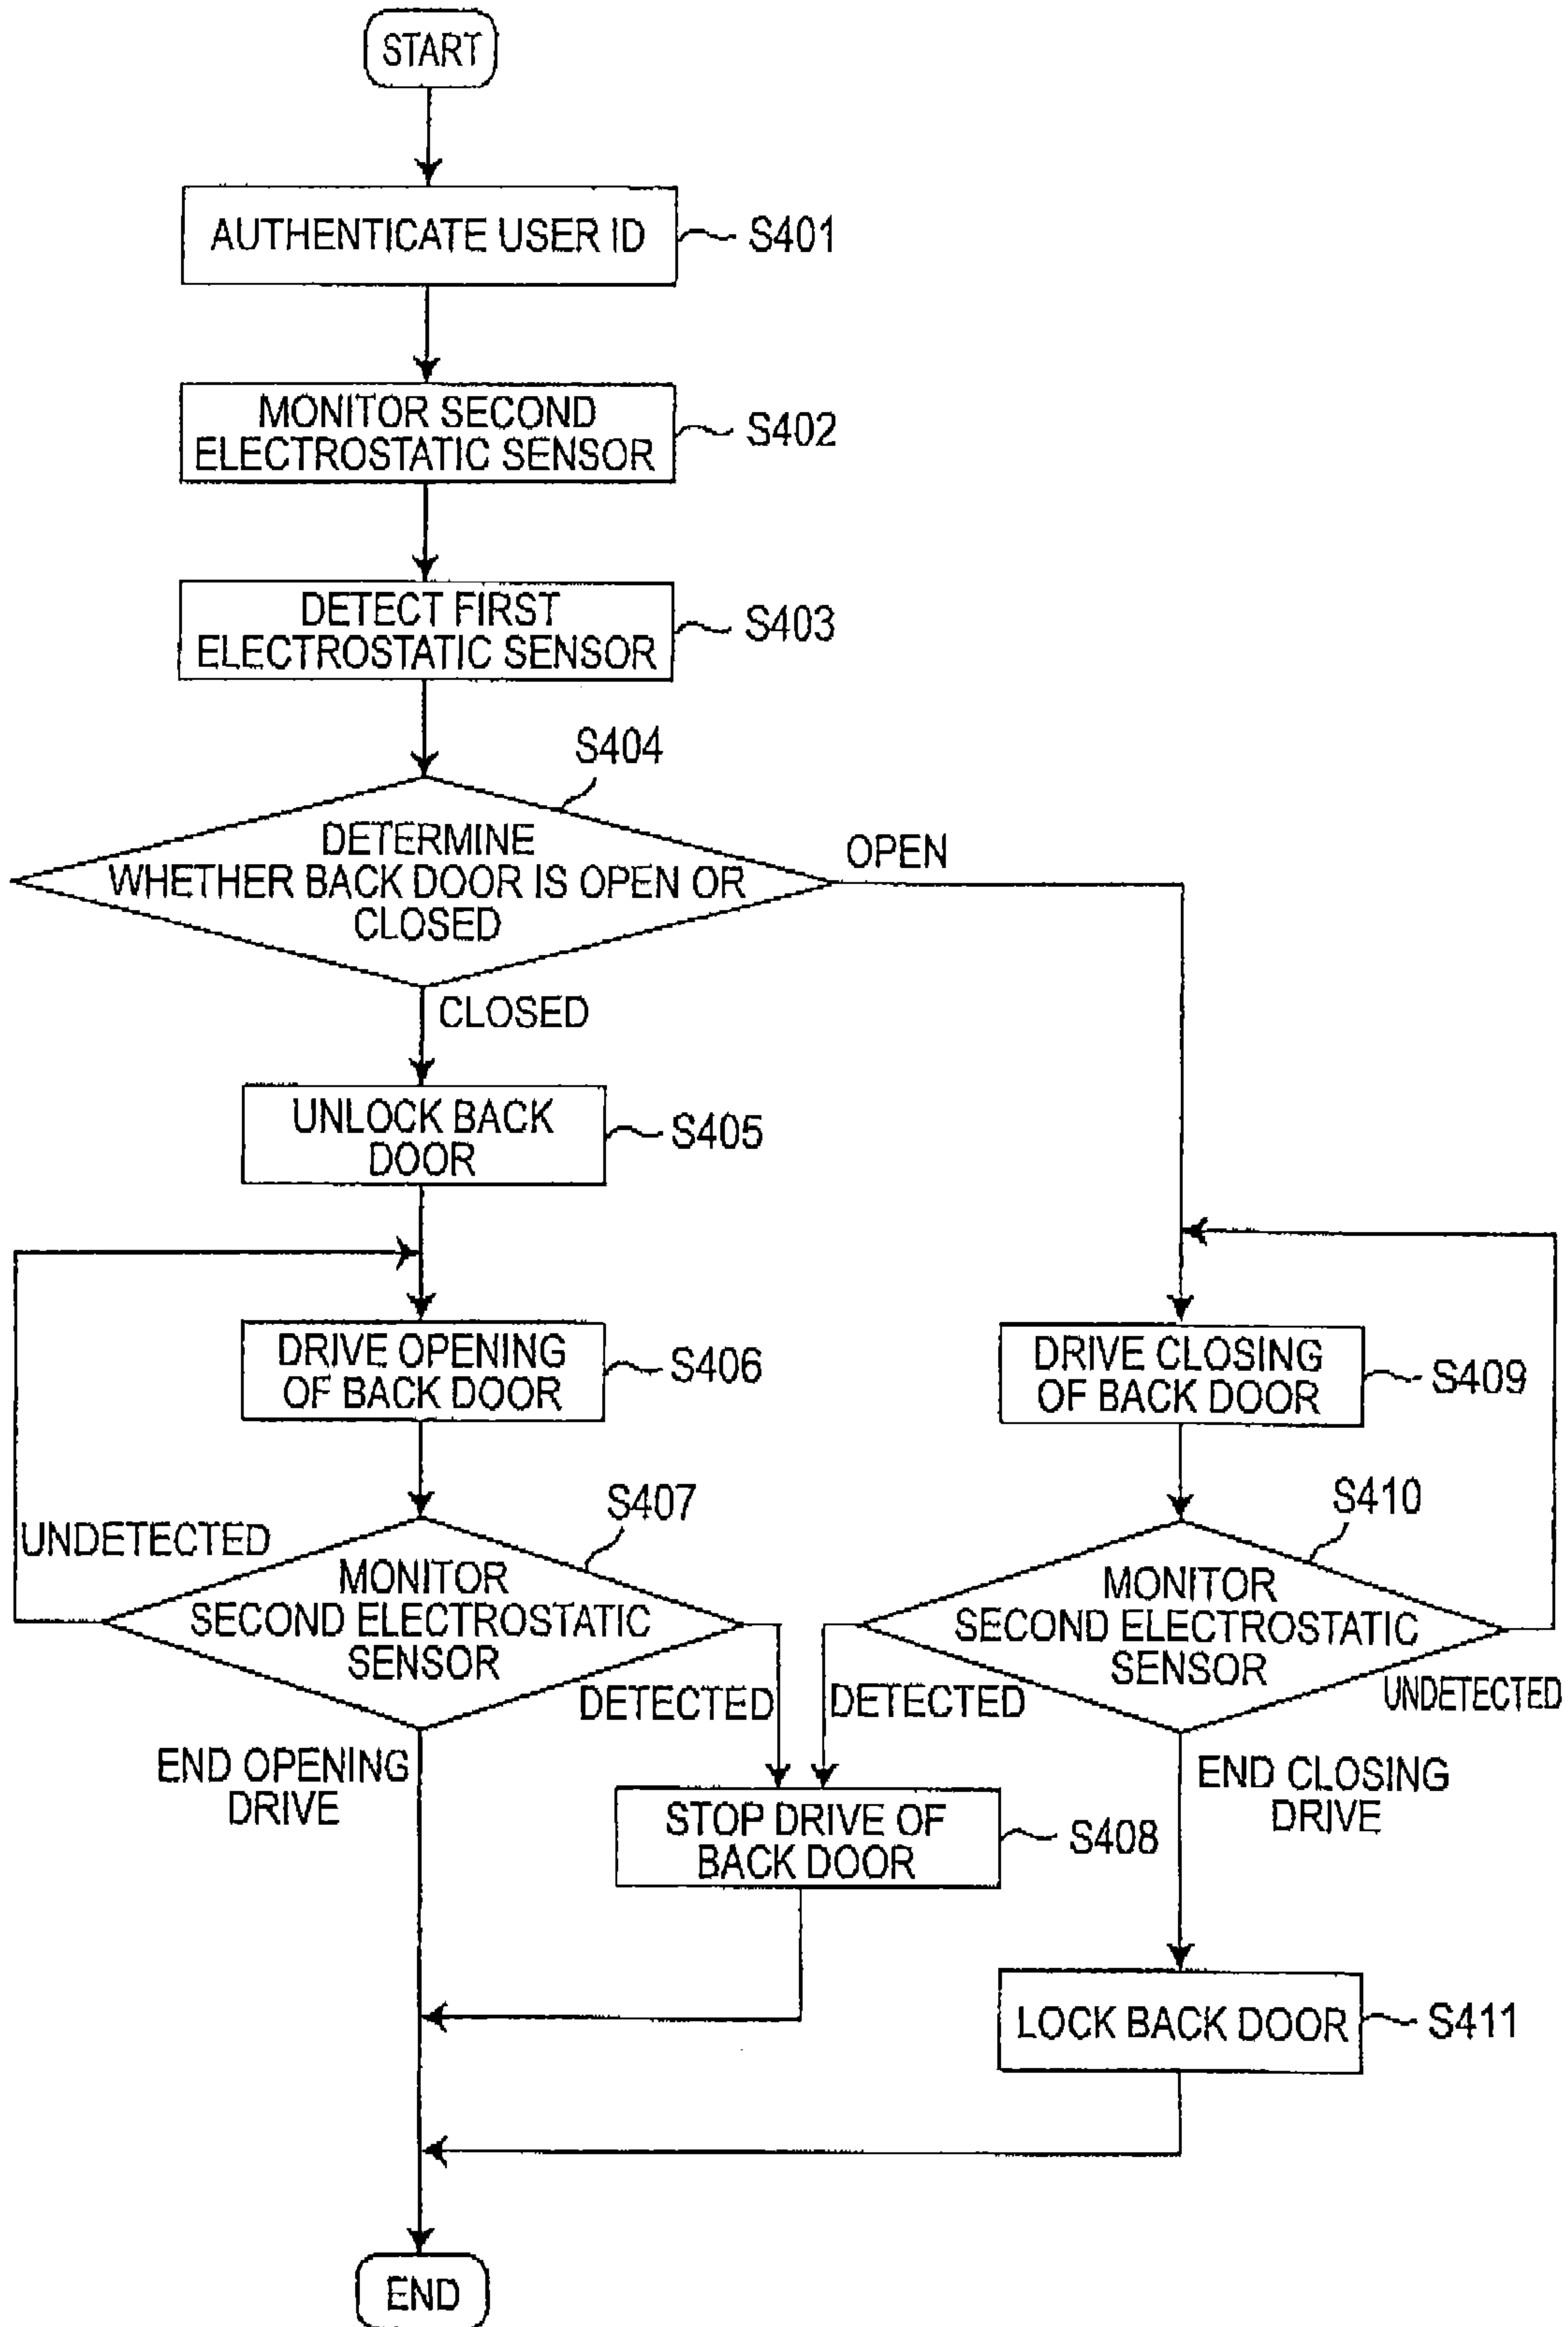 START
AUTHENTICATE USER ID
S401
MONITOR SECOND
ELECTROSTATIC SENSOR
S402
DETECT FIRST
ELECTROSTATIC SENSOR
S403
S404
DETERMINE
WHETHER BACK DOOR IS OPEN OR
CLOSED
OPEN
CLOSED
UNLOCK BACK
DOOR
S405
DRIVE OPENING
OF BACK DOOR
S406
DRIVE CLOSING
OF BACK DOOR
S409
S407
UNDETECTED
MONITOR
SECOND ELECTROSTATIC
SENSOR
DETECTED
S410
MONITOR
SECOND ELECTROSTATIC
SENSOR
DETECTED
UNDETECTED
END OPENING
DRIVE
STOP DRIVE OF
BACK DOOR
S408
END CLOSING
DRIVE
LOCK BACK DOOR
S411
END